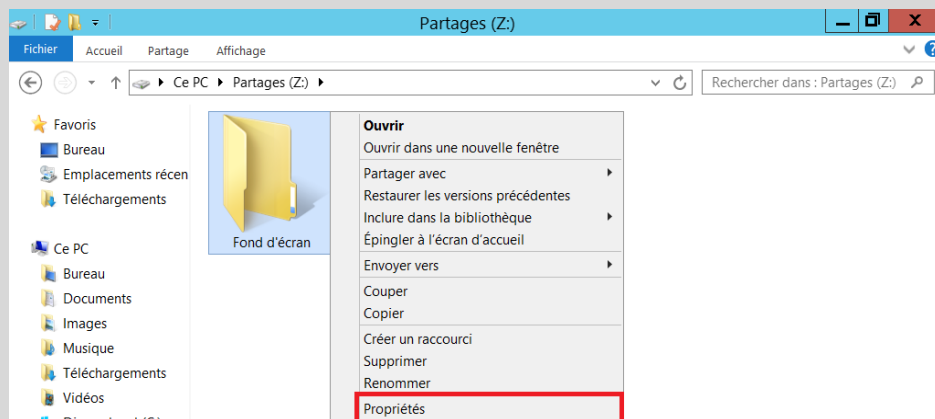 Partages (Z:)
Fichier Accueil Partage Affichage
Ce PC Partages (Z:) Rechercher dans : Partages (Z:)
Favoris
Bureau
Emplacements récen
Téléchargements
Ce PC
Bureau
Documents
Images
Musique
Téléchargements
Vidéos
Fond d'écran
Ouvrir
Ouvrir dans une nouvelle fenêtre
Partager avec
Restaurer les versions précédentes
Inclure dans la bibliothèque
Épingler à l'écran d'accueil
Envoyer vers
Couper
Copier
Créer un raccourci
Supprimer
Renommer
Propriétés